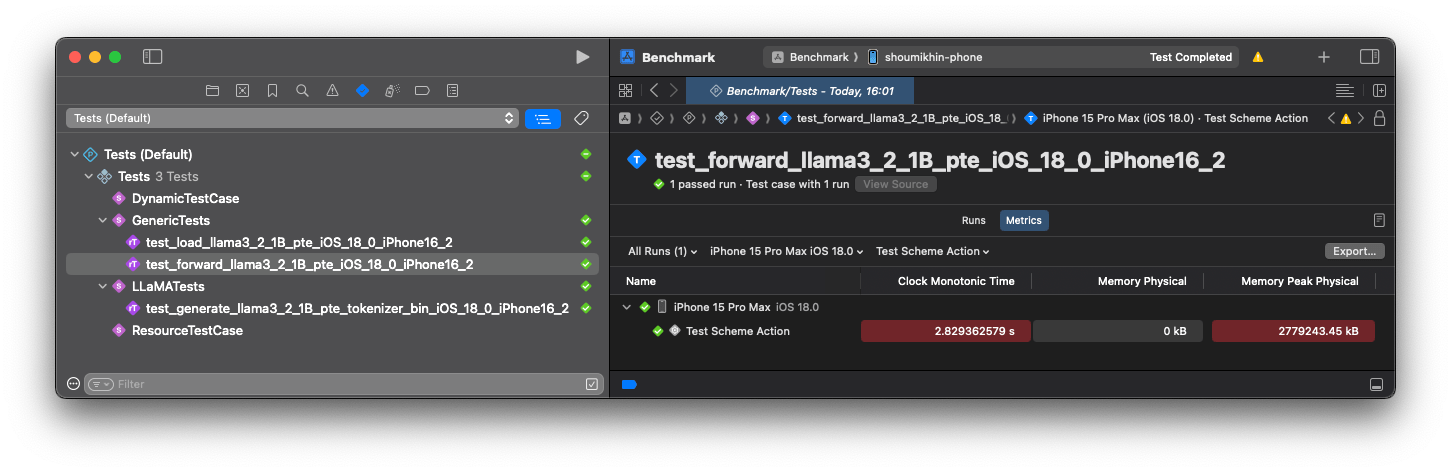 Tests (Default)
Tests (Default)
Tests 3 Tests
DynamicTestCase
GenericTests
test_load_llama3_2_1B_pte_iOS_18_0_iPhone16_2
test_forward_llama3_2_1B_pte_iOS_18_0_iPhone16_2
LLaMATests
test_generate_llama3_2_1B_pte_tokenizer_bin_iOS_18_0_iPhone16_2
ResourceTestCase
Filter
Benchmark
Benchmark shoumikhin-phone Test Completed
Benchmark/Tests - Today, 16:01
test_forward_llama3_2_1B_pte_iOS_18_ iPhone 15 Pro Max (iOS 18.0) · Test Scheme Action
test_forward_llama3_2_1B_pte_iOS_18_0_iPhone16_2
1 passed run · Test case with 1 run View Source
Runs Metrics
All Runs (1) iPhone 15 Pro Max iOS 18.0 Test Scheme Action Export...
Name Clock Monotonic Time Memory Physical Memory Peak Physical
iPhone 15 Pro Max iOS 18.0
Test Scheme Action 2.829362579 s 0 kB 2779243.45 kB